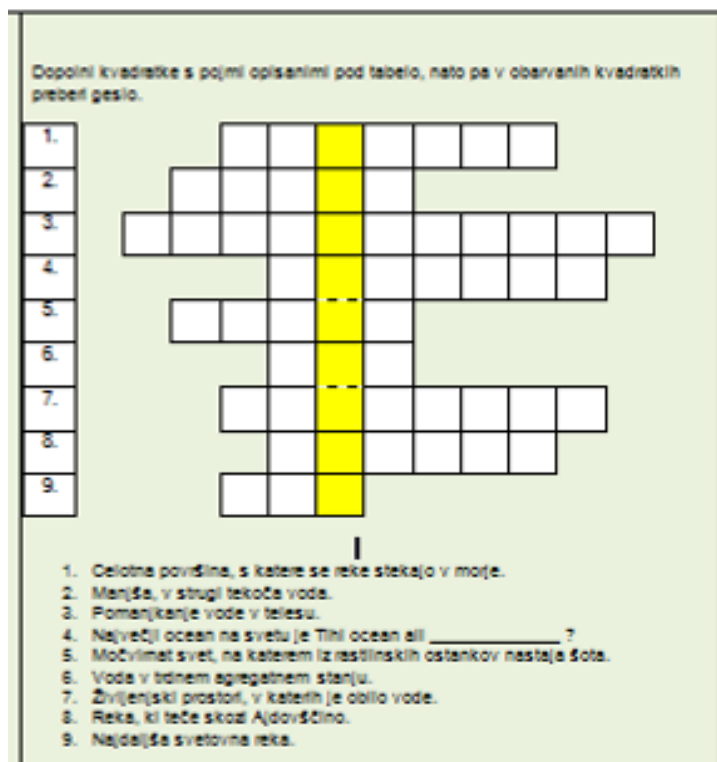 Dopolni kvadratke s pojmi opisanimi pod tabelo, nato pa v obarvanih kvadratkih
preberi geslo.
1.
2.
3.
4.
5.
6.
7.
8.
9.
1. Celotna površina, s katere se reke stekajo v morje.
2. Manjša, v strugi tekoča voda.
3. Pomanjkanje vode v telesu.
4. Največji ocean na svetu je Tihi ocean ali ____________ ?
5. Močvirnat svet, na katerem iz rastlinskih ostankov nastaja šota.
6. Voda v trdnem agregatnem stanju.
7. Življenjski prostori, v katerih je obilo vode.
8. Reka, ki teče skozi Ajdovščino.
9. Najdaljša svetovna reka.